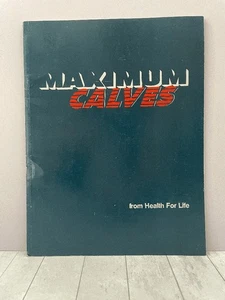 MAXIMUM
CALVES
from Health For Life